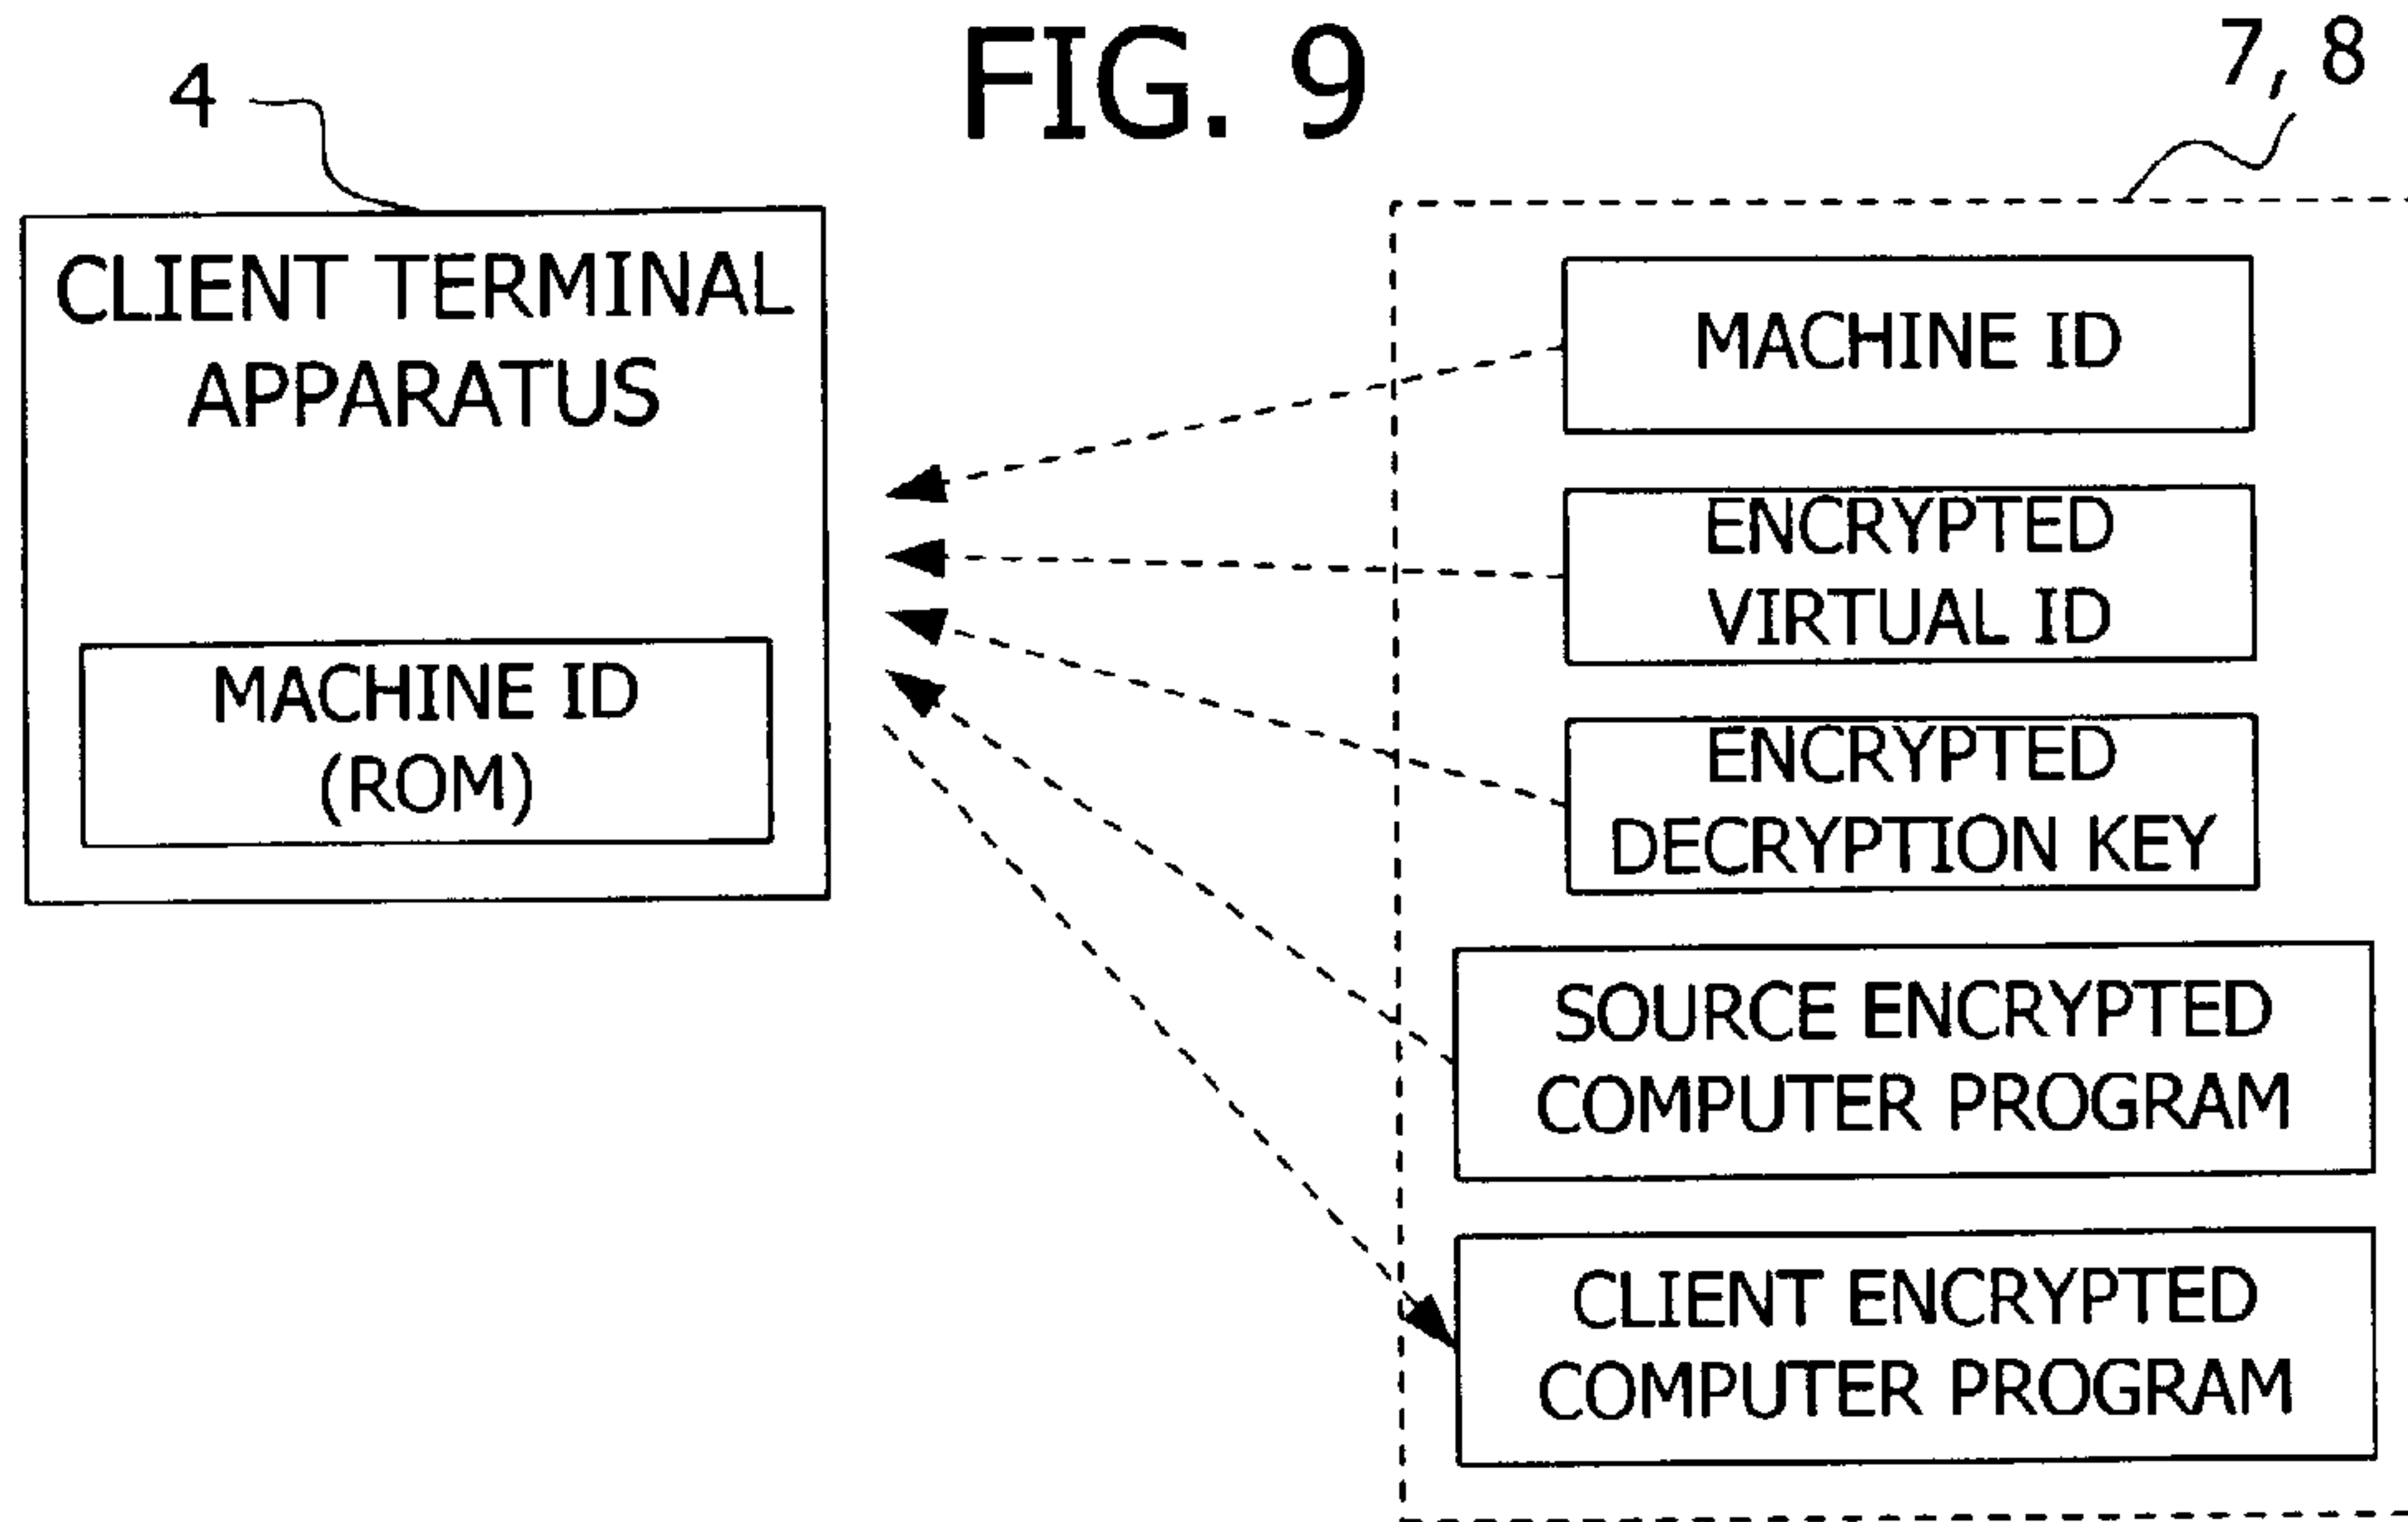 FIG. 9
4
7, 8
CLIENT TERMINAL
APPARATUS
MACHINE ID
(ROM)
MACHINE ID
ENCRYPTED
VIRTUAL ID
ENCRYPTED
DECRYPTION KEY
SOURCE ENCRYPTED
COMPUTER PROGRAM
CLIENT ENCRYPTED
COMPUTER PROGRAM